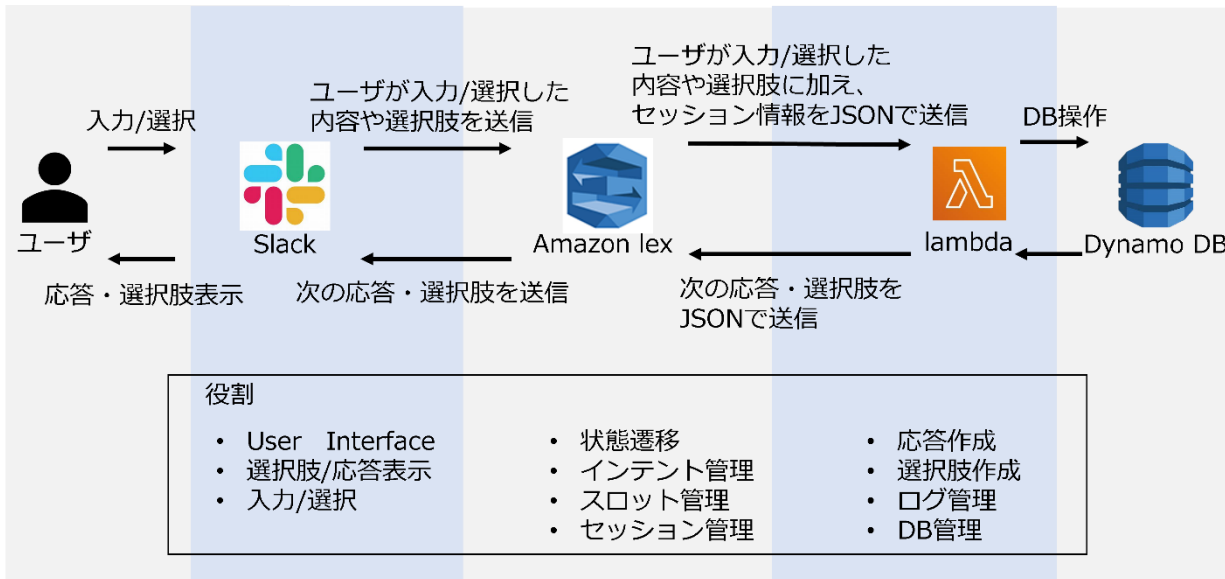 ユーザが入力/選択した
内容や選択肢に加え、
セッション情報をJSONで送信
ユーザが入力/選択した
内容や選択肢を送信
入力/選択
DB操作
ユーザ
Slack
Amazon lex
lambda
Dynamo DB
応答・選択肢表示
次の応答・選択肢を送信
次の応答・選択肢を
JSONで送信
役割
• User　Interface
• 選択肢/応答表示
• 入力/選択
• 状態遷移
• インテント管理
• スロット管理
• セッション管理
• 応答作成
• 選択肢作成
• ログ管理
• DB管理